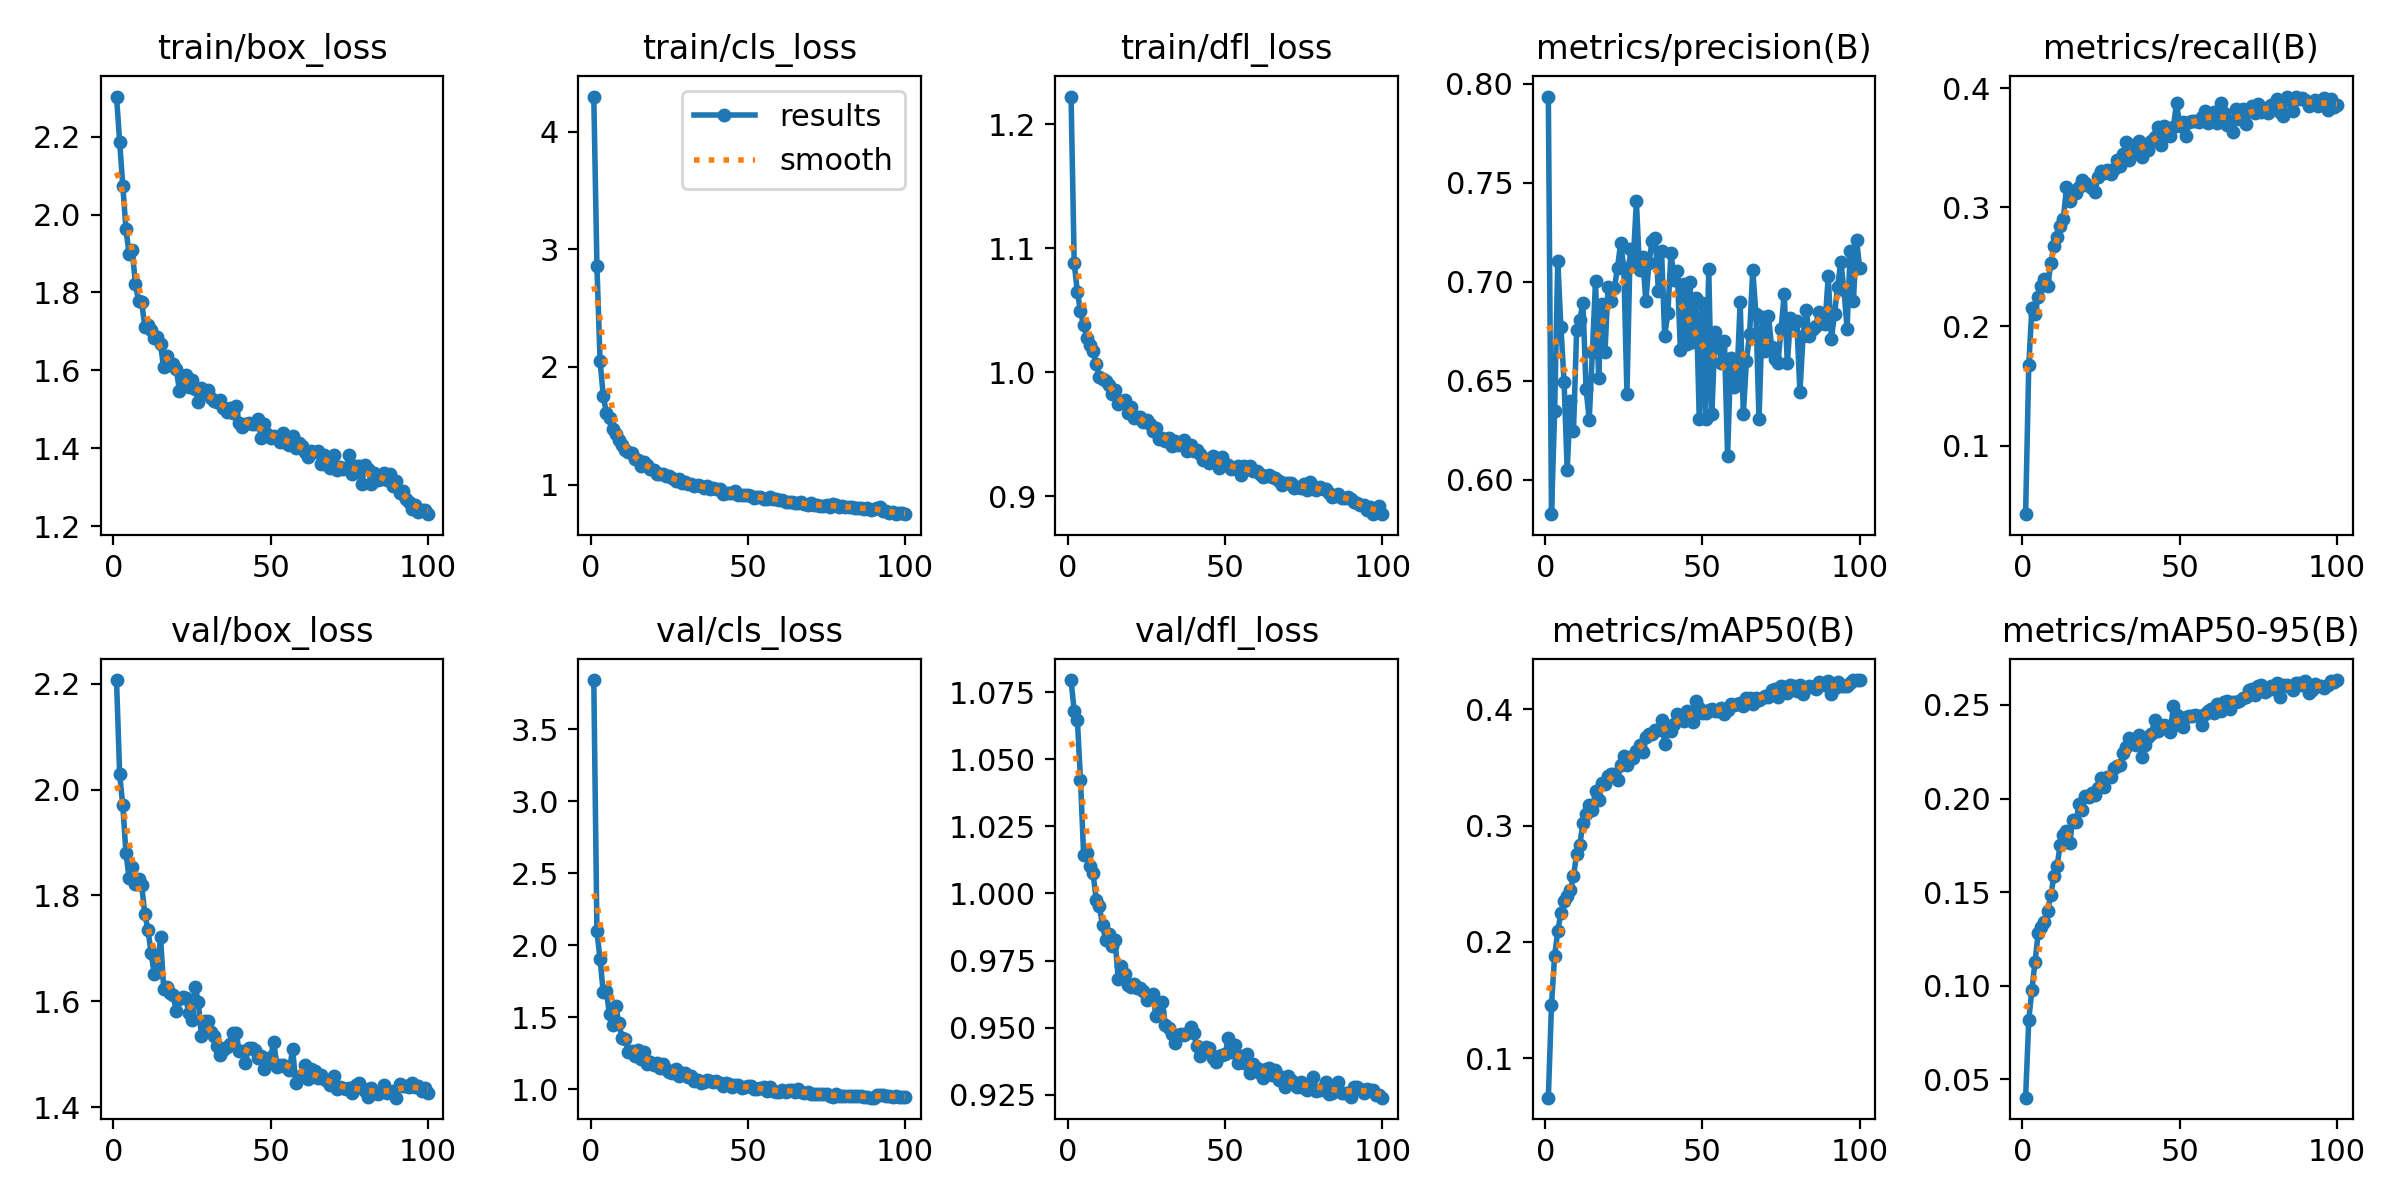 train/box_loss
train/cls_loss
train/dfl_loss
metrics/precision(B)
metrics/recall(B)
2.2
2.0
1.8
1.6
1.4
1.2
0 50 100
results
smooth
4
3
2
1
0 50 100
1.2
1.1
1.0
0.9
0 50 100
0.80
0.75
0.70
0.65
0.60
0 50 100
0.4
0.3
0.2
0.1
0 50 100
val/box_loss
val/cls_loss
val/dfl_loss
metrics/mAP50(B)
metrics/mAP50-95(B)
2.2
2.0
1.8
1.6
1.4
0 50 100
3.5
3.0
2.5
2.0
1.5
1.0
0 50 100
1.075
1.050
1.025
1.000
0.975
0.950
0.925
0 50 100
0.4
0.3
0.2
0.1
0 50 100
0.25
0.20
0.15
0.10
0.05
0 50 100